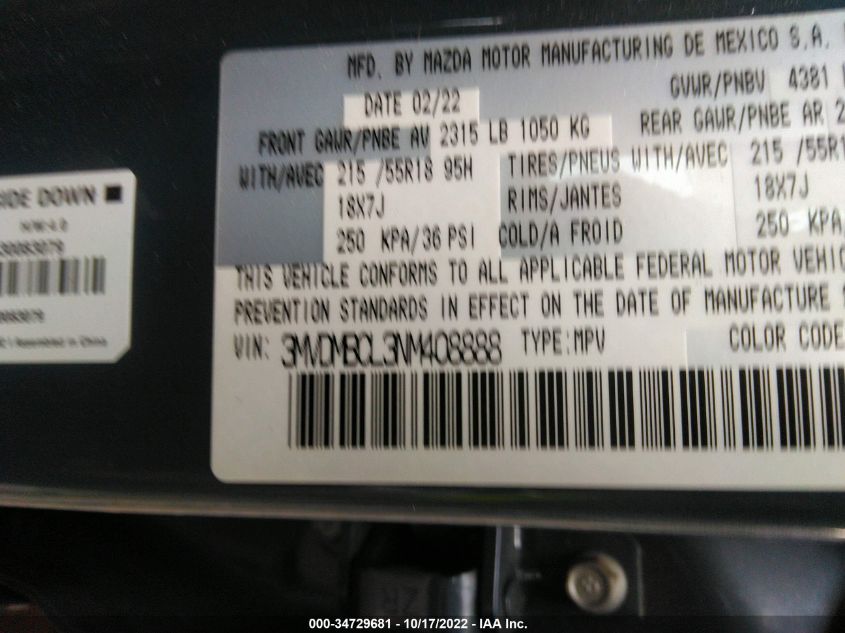 MFD. BY MAZDA MOTOR MANUFACTURING DE MEXICO S.A.
DATE 02/22
GVWR/PNBV 4381
FRONT GAWR/PNBE AV 2315 LB 1050 KG
REAR GAWR/PNBE AR 2
WITH/AVEC 215 /55R18 95H
TIRES/PNEUS WITH/AVEC 215 /55R1
18X7J
RIMS/JANTES 18X7J
250 KPA/36 PSI COLD/A FROID 250 KPA
THIS VEHICLE CONFORMS TO ALL APPLICABLE FEDERAL MOTOR VEHIC
PREVENTION STANDARDS IN EFFECT ON THE DATE OF MANUFACTURE
VIN: 3MVDMBCL3NM408888 TYPE:MPV COLOR CODE
IDE DOWN
in China
000-34729681 - 10/17/2022 - IAA Inc.